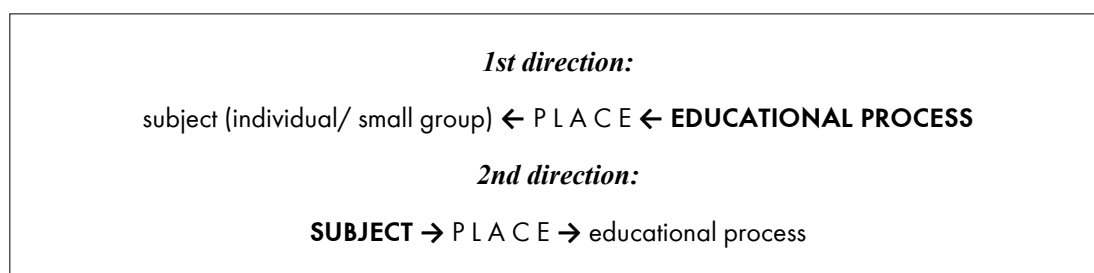 1st direction:
subject (individual/ small group) ← P L A C E ← EDUCATIONAL PROCESS
2nd direction:
SUBJECT → P L A C E → educational process